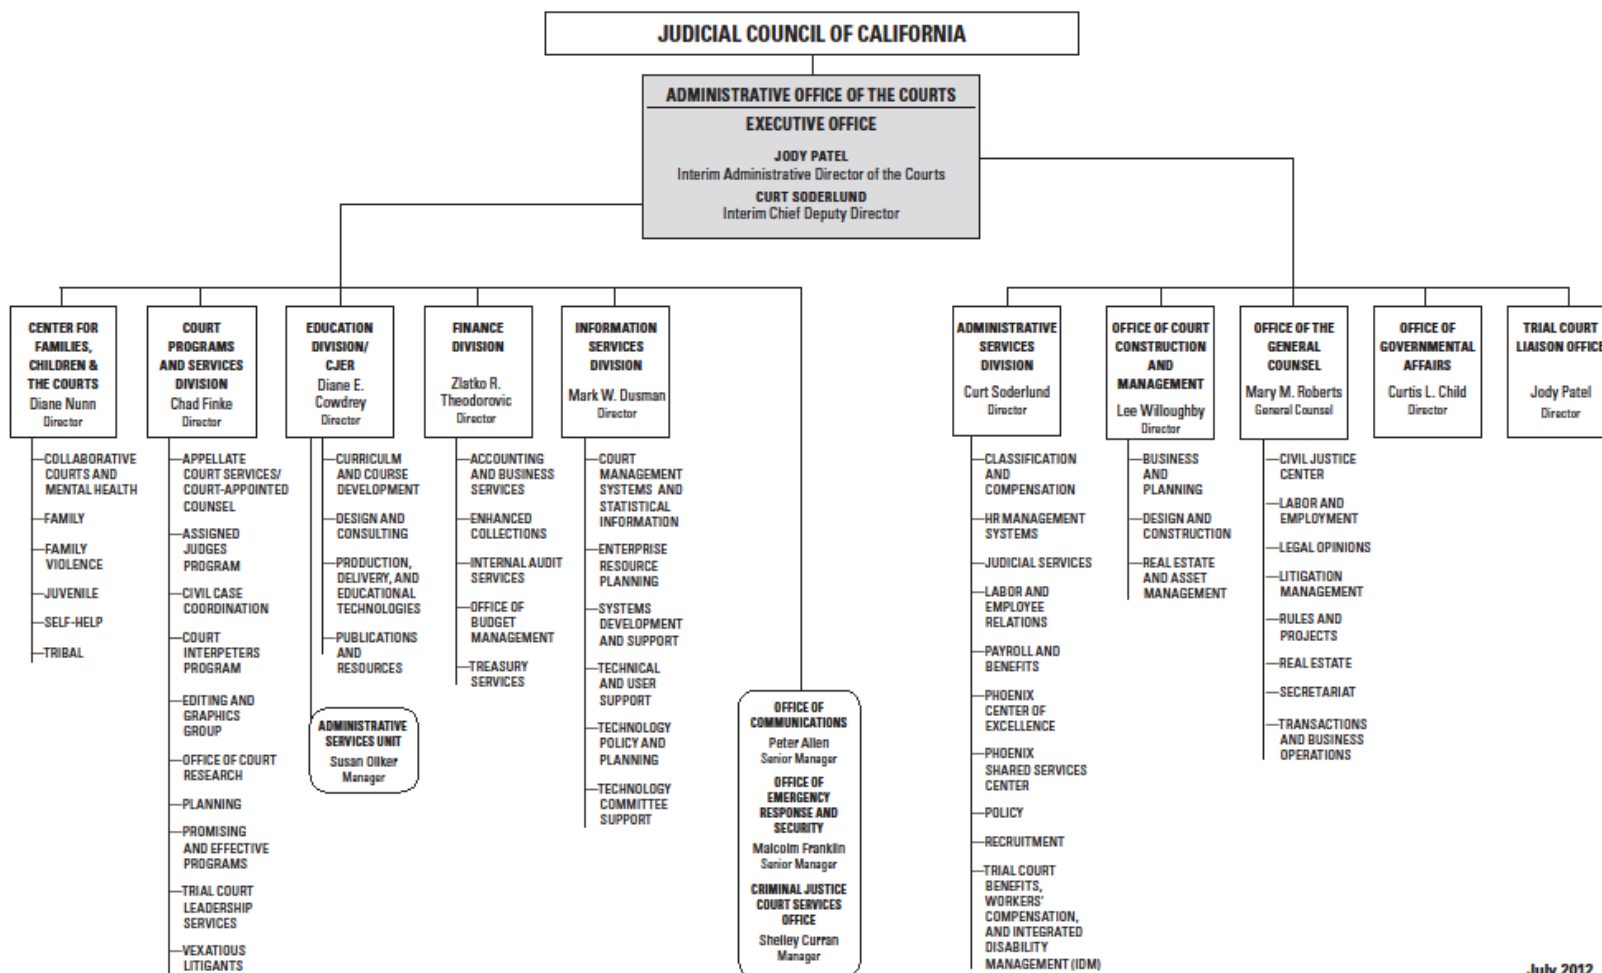 JUDICIAL COUNCIL OF CALIFORNIA
ADMINISTRATIVE OFFICE OF THE COURTS
EXECUTIVE OFFICE
JODY PATEL
Interim Administrative Director of the Courts
CURT SODERLUND
Interim Chief Deputy Director
CENTER FOR
FAMILIES,
CHILDREN &
THE COURTS
Diane Nunn
Director
COLLABORATIVE
COURTS AND
MENTAL HEALTH
FAMILY
FAMILY
VIOLENCE
JUVENILE
SELF-HELP
TRIBAL
COURT
PROGRAMS
AND SERVICES
DIVISION
Chad Finke
Director
APPELLATE
COURT SERVICES/
COURT-APPOINTED
COUNSEL
ASSIGNED
JUDGES
PROGRAM
CIVIL CASE
COORDINATION
COURT
INTERPETERS
PROGRAM
EDITING AND
GRAPHICS
GROUP
OFFICE OF COURT
RESEARCH
PLANNING
PROMISING
AND EFFECTIVE
PROGRAMS
TRIAL COURT
LEADERSHIP
SERVICES
VEXATIOUS
LITIGANTS
EDUCATION
DIVISION/
CJER
Diane E.
Cowdrey
Director
CURRICULM
AND COURSE
DEVELOPMENT
DESIGN AND
CONSULTING
PRODUCTION,
DELIVERY, AND
EDUCATIONAL
TECHNOLOGIES
PUBLICATIONS
AND
RESOURCES
ADMINISTRATIVE
SERVICES UNIT
Susan Oliker
Manager
FINANCE
DIVISION
Zlatko R.
Theodorovic
Director
ACCOUNTING
AND BUSINESS
SERVICES
ENHANCED
COLLECTIONS
INTERNAL AUDIT
SERVICES
OFFICE OF
BUDGET
MANAGEMENT
TREASURY
SERVICES
INFORMATION
SERVICES
DIVISION
Mark W. Dusman
Director
COURT
MANAGEMENT
SYSTEMS AND
STATISTICAL
INFORMATION
ENTERPRISE
RESOURCE
PLANNING
SYSTEMS
DEVELOPMENT
AND SUPPORT
TECHNICAL
AND USER
SUPPORT
TECHNOLOGY
POLICY AND
PLANNING
TECHNOLOGY
COMMITTEE
SUPPORT
OFFICE OF
COMMUNICATIONS
Peter Allen
Senior Manager
OFFICE OF
EMERGENCY
RESPONSE AND
SECURITY
Malcolm Franklin
Senior Manager
CRIMINAL JUSTICE
COURT SERVICES
OFFICE
Shelley Curran
Manager
ADMINISTRATIVE
SERVICES
DIVISION
Curt Soderlund
Director
CLASSIFICATION
AND
COMPENSATION
HR MANAGEMENT
SYSTEMS
JUDICIAL SERVICES
LABOR AND
EMPLOYEE
RELATIONS
PAYROLL AND
BENEFITS
PHOENIX
CENTER OF
EXCELLENCE
PHOENIX
SHARED SERVICES
CENTER
POLICY
RECRUITMENT
TRIAL COURT
BENEFITS,
WORKERS'
COMPENSATION,
AND INTEGRATED
DISABILITY
MANAGEMENT (IDM)
OFFICE OF COURT
CONSTRUCTION
AND
MANAGEMENT
Lee Willoughby
Director
BUSINESS
AND
PLANNING
DESIGN AND
CONSTRUCTION
REAL ESTATE
AND ASSET
MANAGEMENT
OFFICE OF THE
GENERAL
COUNSEL
Mary M. Roberts
General Counsel
CIVIL JUSTICE
CENTER
LABOR AND
EMPLOYMENT
LEGAL OPINIONS
LITIGATION
MANAGEMENT
RULES AND
PROJECTS
REAL ESTATE
SECRETARIAT
TRANSACTIONS
AND BUSINESS
OPERATIONS
OFFICE OF
GOVERNMENTAL
AFFAIRS
Curtis L. Child
Director
TRIAL COURT
LIAISON OFFICE
Jody Patel
Director
July 2012